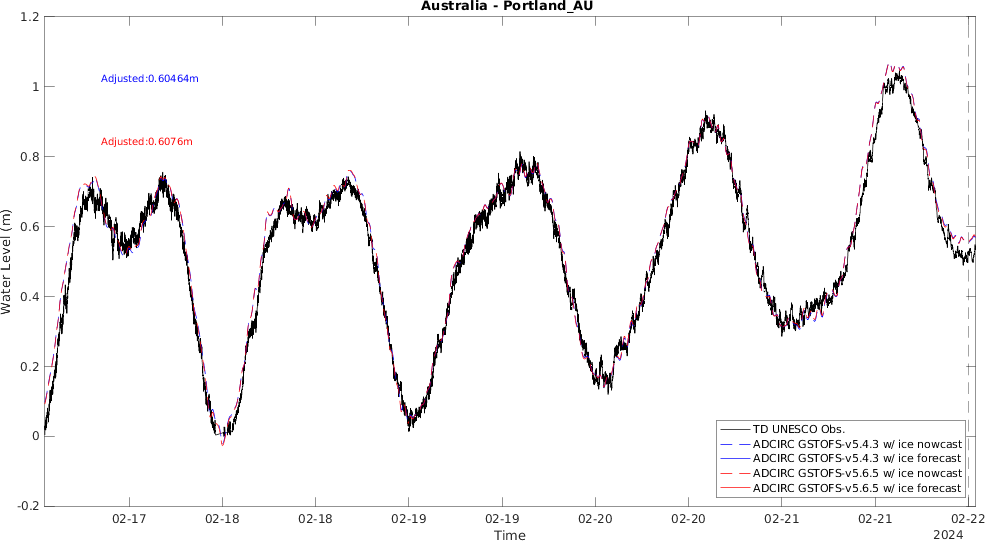 Australia - Portland_AU
1.2
1
0.8
0.6
0.4
0.2
0
-0.2
Water Level (m)
Adjusted:0.60464m
Adjusted:0.6076m
TD UNESCO Obs.
ADCIRC GSTOFS-v5.4.3 w/ ice nowcast
ADCIRC GSTOFS-v5.4.3 w/ ice forecast
ADCIRC GSTOFS-v5.6.5 w/ ice nowcast
ADCIRC GSTOFS-v5.6.5 w/ ice forecast
02-17 02-18 02-18 02-19 02-19 02-20 02-20 02-21 02-21 02-22
Time
2024